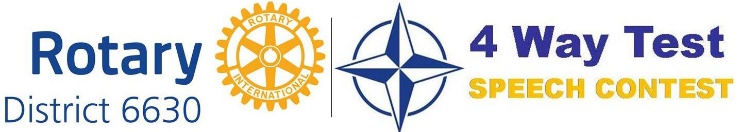 Rotary
District 6630
ROTARY
INTERNATIONAL
4 Way Test
SPEECH CONTEST